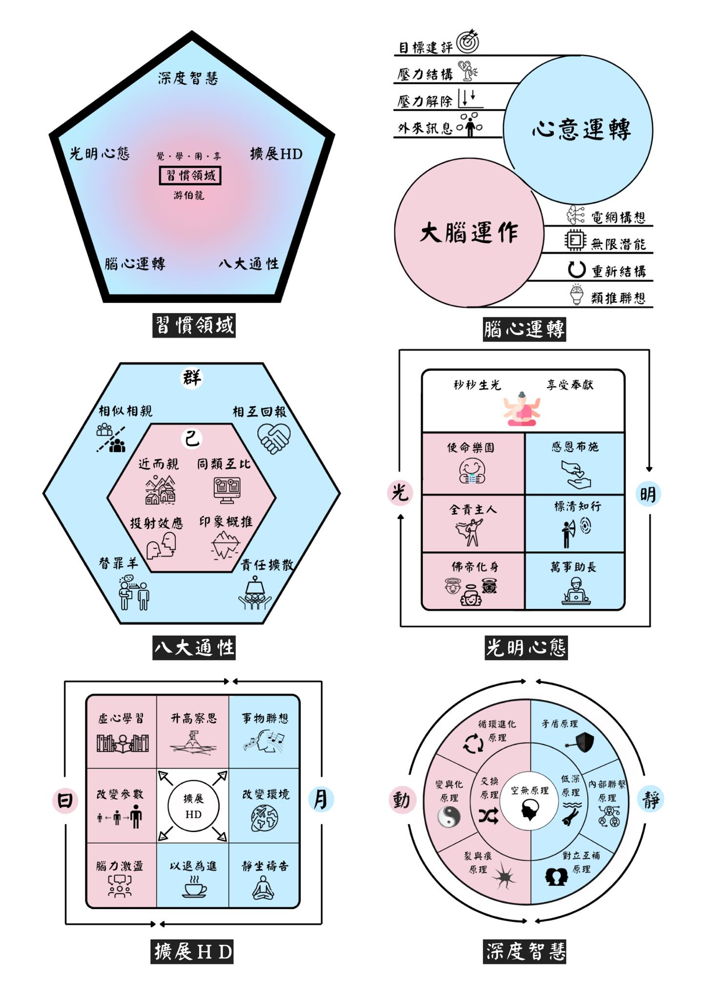 深度智慧
光明心態
擴展HD
覺・學・用・享
習慣領域
游伯龍
腦心運轉
八大通性
習慣領域
目標建評
壓力結構
壓力解除
外來訊息
心意運轉
大腦運作
電網構想
無限潛能
重新結構
類推聯想
腦心運轉
群
相似相親
相互回報
己
近而親
同類互比
投射效應
印象概推
替罪羊
責任擴散
八大通性
秒秒生光
享受奉獻
使命樂園
感恩布施
光
明
全責主人
標清知行
佛帝化身
萬事助長
光明心態
虛心學習
升高察思
事物聯想
日
改變參數
擴展
HD
改變環境
月
腦力激盪
以退為進
靜坐禱告
擴展HD
循環進化
原理
矛盾原理
動
變與化
原理
交換
原理
空無原理
低深
原理
內部聯繫
原理
靜
裂與痕
原理
對立互補
原理
深度智慧